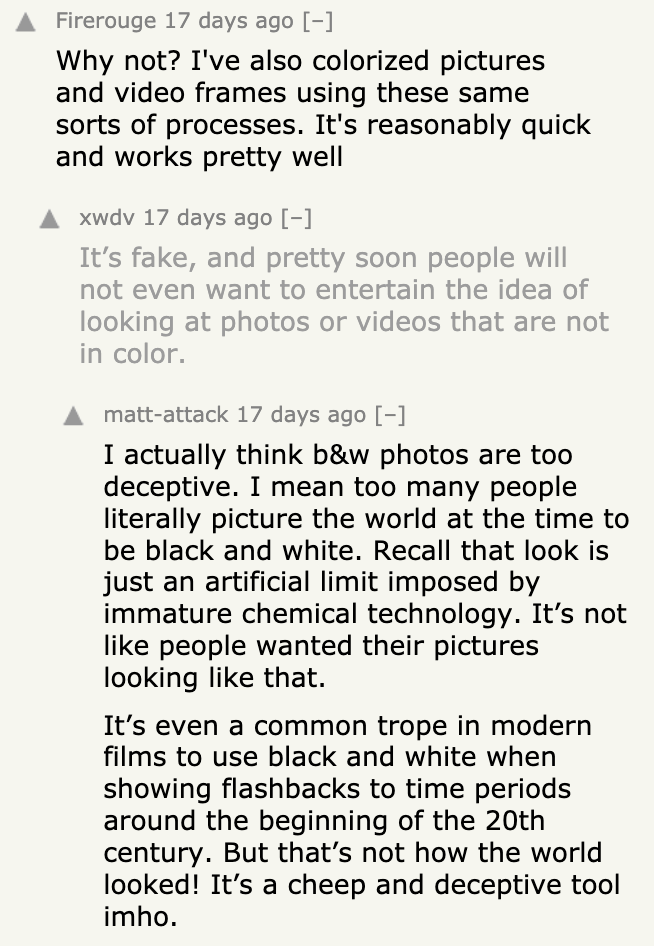 ▲ Firerouge 17 days ago [–]
Why not? I've also colorized pictures
and video frames using these same
sorts of processes. It's reasonably quick
and works pretty well
▲ xwdv 17 days ago [–]
It’s fake, and pretty soon people will
not even want to entertain the idea of
looking at photos or videos that are not
in color.
▲ matt-attack 17 days ago [–]
I actually think b&w photos are too
deceptive. I mean too many people
literally picture the world at the time to
be black and white. Recall that look is
just an artificial limit imposed by
immature chemical technology. It’s not
like people wanted their pictures
looking like that.
It’s even a common trope in modern
films to use black and white when
showing flashbacks to time periods
around the beginning of the 20th
century. But that’s not how the world
looked! It’s a cheap and deceptive tool
imho.